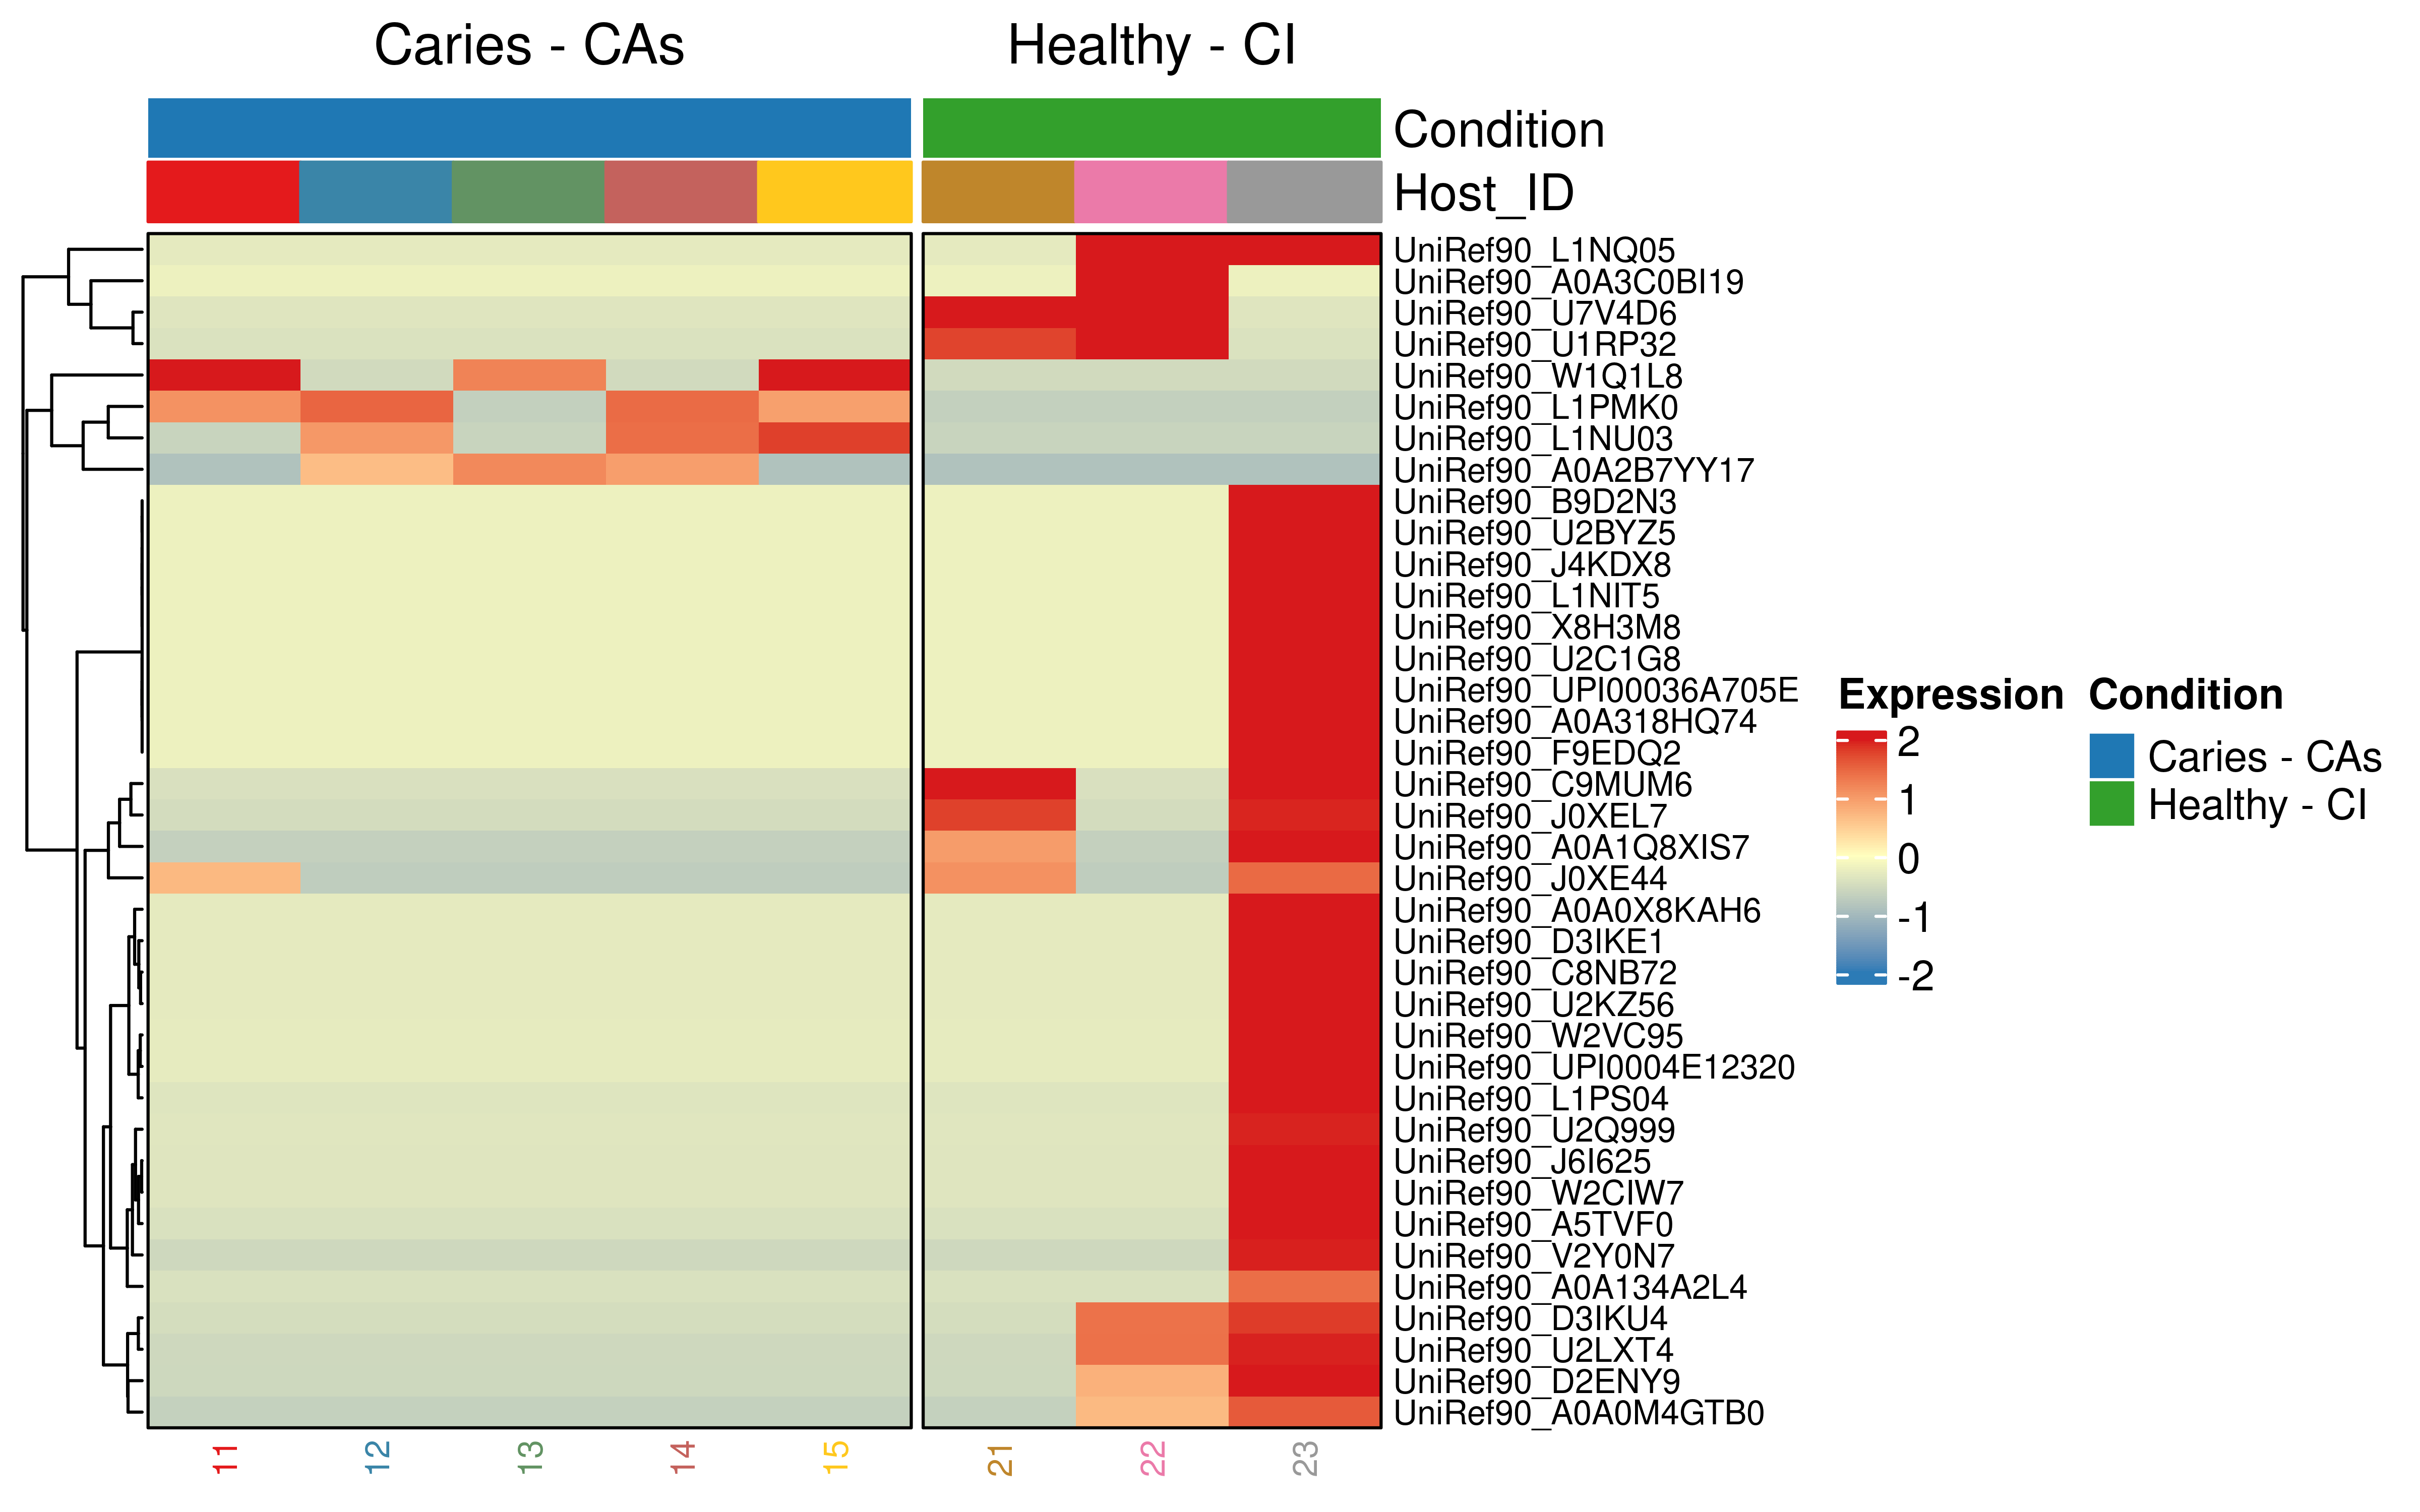 Caries - CAs
Healthy - CI
Condition
Host_ID
UniRef90_L1NQ05
UniRef90_A0A3C0BI19
UniRef90_U7V4D6
UniRef90_U1RP32
UniRef90_W1Q1L8
UniRef90_L1PMK0
UniRef90_L1NU03
UniRef90_A0A2B7YY17
UniRef90_B9D2N3
UniRef90_U2BYZ5
UniRef90_J4KDX8
UniRef90_L1NIT5
UniRef90_X8H3M8
UniRef90_U2C1G8
UniRef90_UPI00036A705E
UniRef90_A0A318HQ74
UniRef90_F9EDQ2
UniRef90_C9MUM6
UniRef90_J0XEL7
UniRef90_A0A1Q8XIS7
UniRef90_J0XE44
UniRef90_A0A0X8KAH6
UniRef90_D3IKE1
UniRef90_C8NB72
UniRef90_U2KZ56
UniRef90_W2VC95
UniRef90_UPI0004E12320
UniRef90_L1PS04
UniRef90_U2Q999
UniRef90_J6I625
UniRef90_W2CIW7
UniRef90_A5TVF0
UniRef90_V2Y0N7
UniRef90_A0A134A2L4
UniRef90_D3IKU4
UniRef90_U2LXT4
UniRef90_D2ENY9
UniRef90_A0A0M4GTB0
11
12
13
14
15
21
22
23
Expression
2
1
0
-1
-2
Condition
Caries - CAs
Healthy - CI